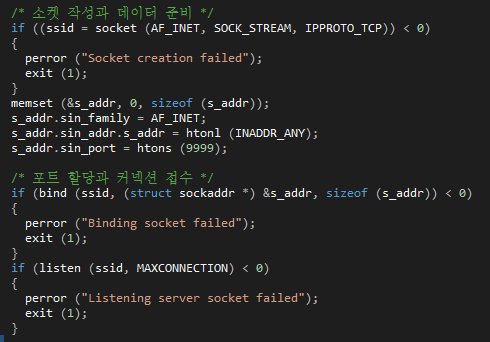 /* 소켓 작성과 데이터 준비 */
if ((ssid = socket (AF_INET, SOCK_STREAM, IPPROTO_TCP)) < 0)
{
  perror ("Socket creation failed");
  exit (1);
}
memset (&s_addr, 0, sizeof (s_addr));
s_addr.sin_family = AF_INET;
s_addr.sin_addr.s_addr = htonl (INADDR_ANY);
s_addr.sin_port = htons (9999);

/* 포트 할당과 커넥션 접수 */
if (bind (ssid, (struct sockaddr *) &s_addr, sizeof (s_addr)) < 0)
{
  perror ("Binding socket failed");
  exit (1);
}
if (listen (ssid, MAXCONNECTION) < 0)
{
  perror ("Listening server socket failed");
  exit (1);
}